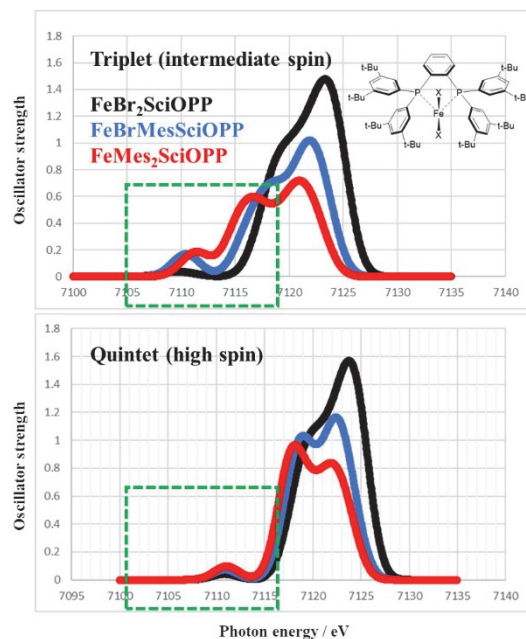 Triplet (intermediate spin)
FeBr₂SciOPP
FeBrMesSciOPP
FeMes₂SciOPP
Oscillator strength
1.8
1.6
1.4
1.2
1
0.8
0.6
0.4
0.2
0
7100 7105 7110 7115 7120 7125 7130 7135 7140
t-Bu
t-Bu
t-Bu
t-Bu
t-Bu
t-Bu
t-Bu
t-Bu
P
P
X
Fe
X
Quintet (high spin)
Oscillator strength
1.8
1.6
1.4
1.2
1
0.8
0.6
0.4
0.2
0
7095 7100 7105 7110 7115 7120 7125 7130 7135 7140
Photon energy / eV